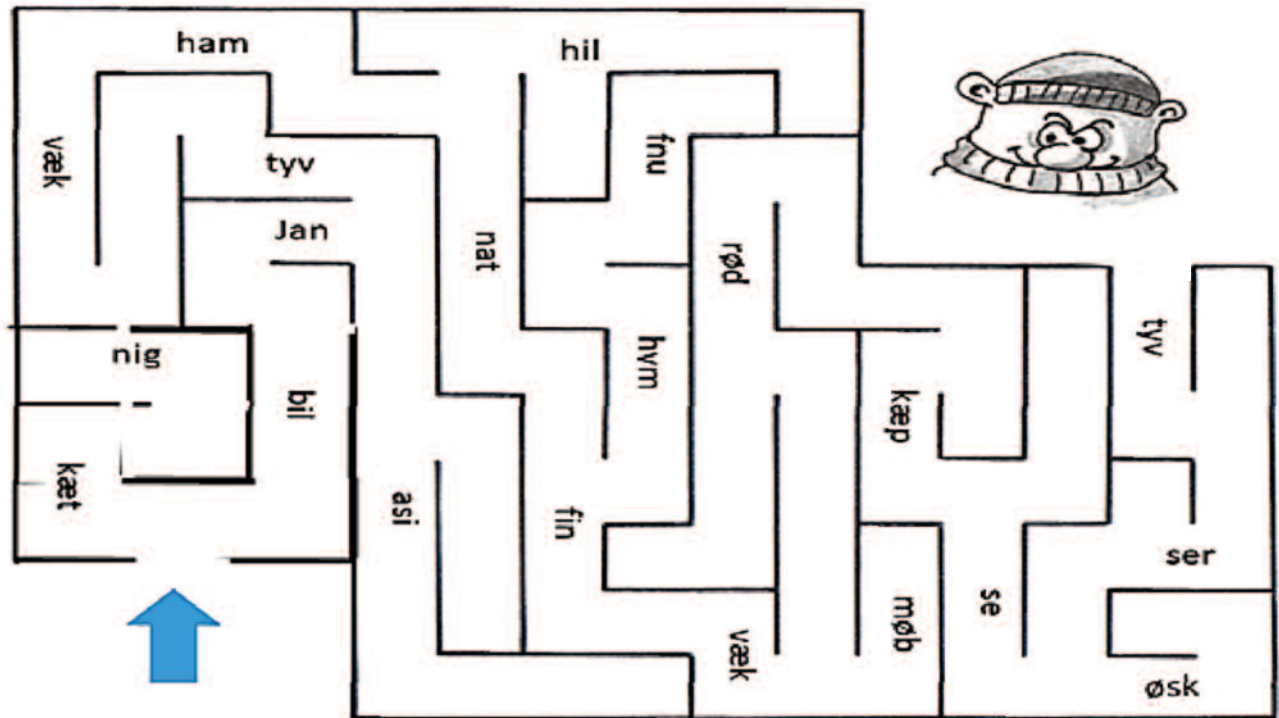 ham
hil
væk
fnu
tyv
Jan
nat
rød
tyv
nig
hvm
bil
kæp
kæt
asi
fin
ser
se
møb
væk
øsk